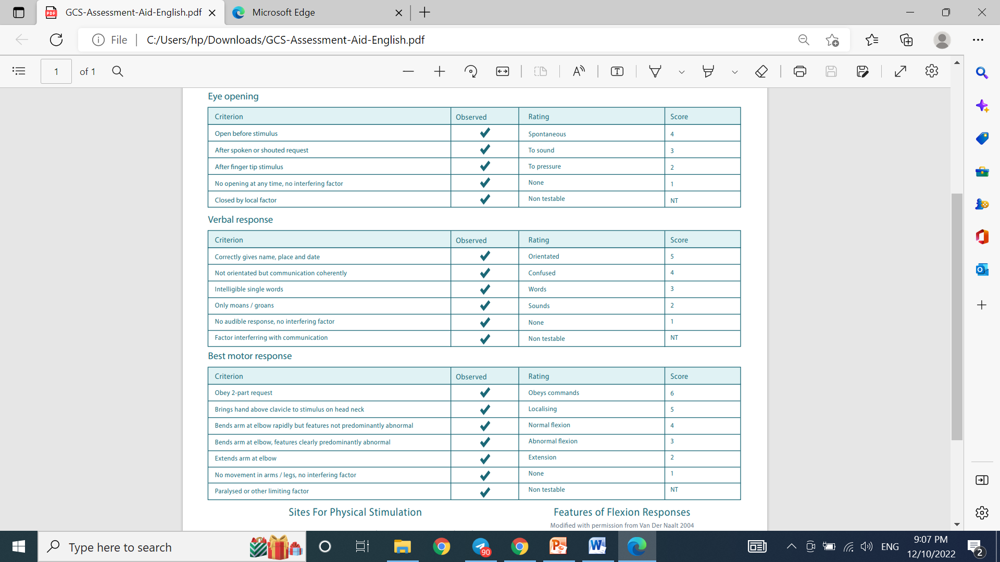 GCS-Assessment-Aid-English.pdf
Microsoft Edge
File
C:/Users/hp/Downloads/GCS-Assessment-Aid-English.pdf
1 of 1
Eye opening
Criterion Observed Rating Score
Open before stimulus Spontaneous 4
After spoken or shouted request To sound 3
After finger tip stimulus To pressure 2
No opening at any time, no interfering factor None 1
Closed by local factor Non testable NT
Verbal response
Criterion Observed Rating Score
Correctly gives name, place and date Orientated 5
Not orientated but communication coherently Confused 4
Intelligible single words Words 3
Only moans / groans Sounds 2
No audible response, no interfering factor None 1
Factor interferring with communication Non testable NT
Best motor response
Criterion Observed Rating Score
Obey 2-part request Obeys commands 6
Brings hand above clavicle to stimulus on head neck Localising 5
Bends arm at elbow rapidly but features not predominantly abnormal Normal flexion 4
Bends arm at elbow, features clearly predominantly abnormal Abnormal flexion 3
Extends arm at elbow Extension 2
No movement in arms / legs, no interfering factor None 1
Paralysed or other limiting factor Non testable NT
Sites For Physical Stimulation
Features of Flexion Responses
Modified with permission from Van Der Naalt 2004
Type here to search
90
ENG
9:07 PM
12/10/2022
2